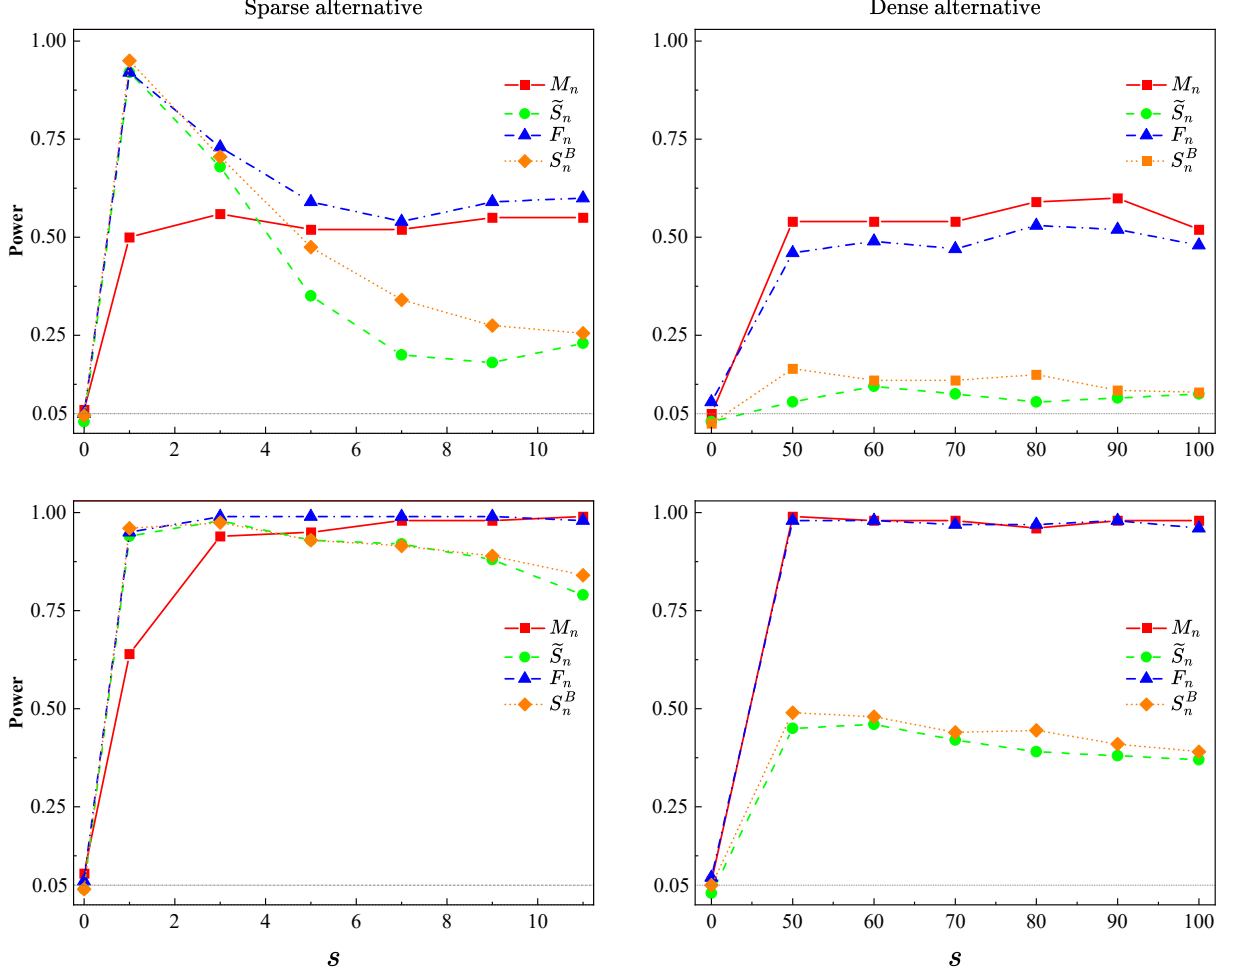 Sparse alternative
1.00
0.75
0.50
0.25
0.05
Power
0 2 4 6 8 10
M_n
S̃_n
F_n
S_n^B
Dense alternative
1.00
0.75
0.50
0.25
0.05
0 50 60 70 80 90 100
M_n
S̃_n
F_n
S_n^B
1.00
0.75
0.50
0.25
0.05
Power
0 2 4 6 8 10
s
M_n
S̃_n
F_n
S_n^B
1.00
0.75
0.50
0.25
0.05
0 50 60 70 80 90 100
s
M_n
S̃_n
F_n
S_n^B